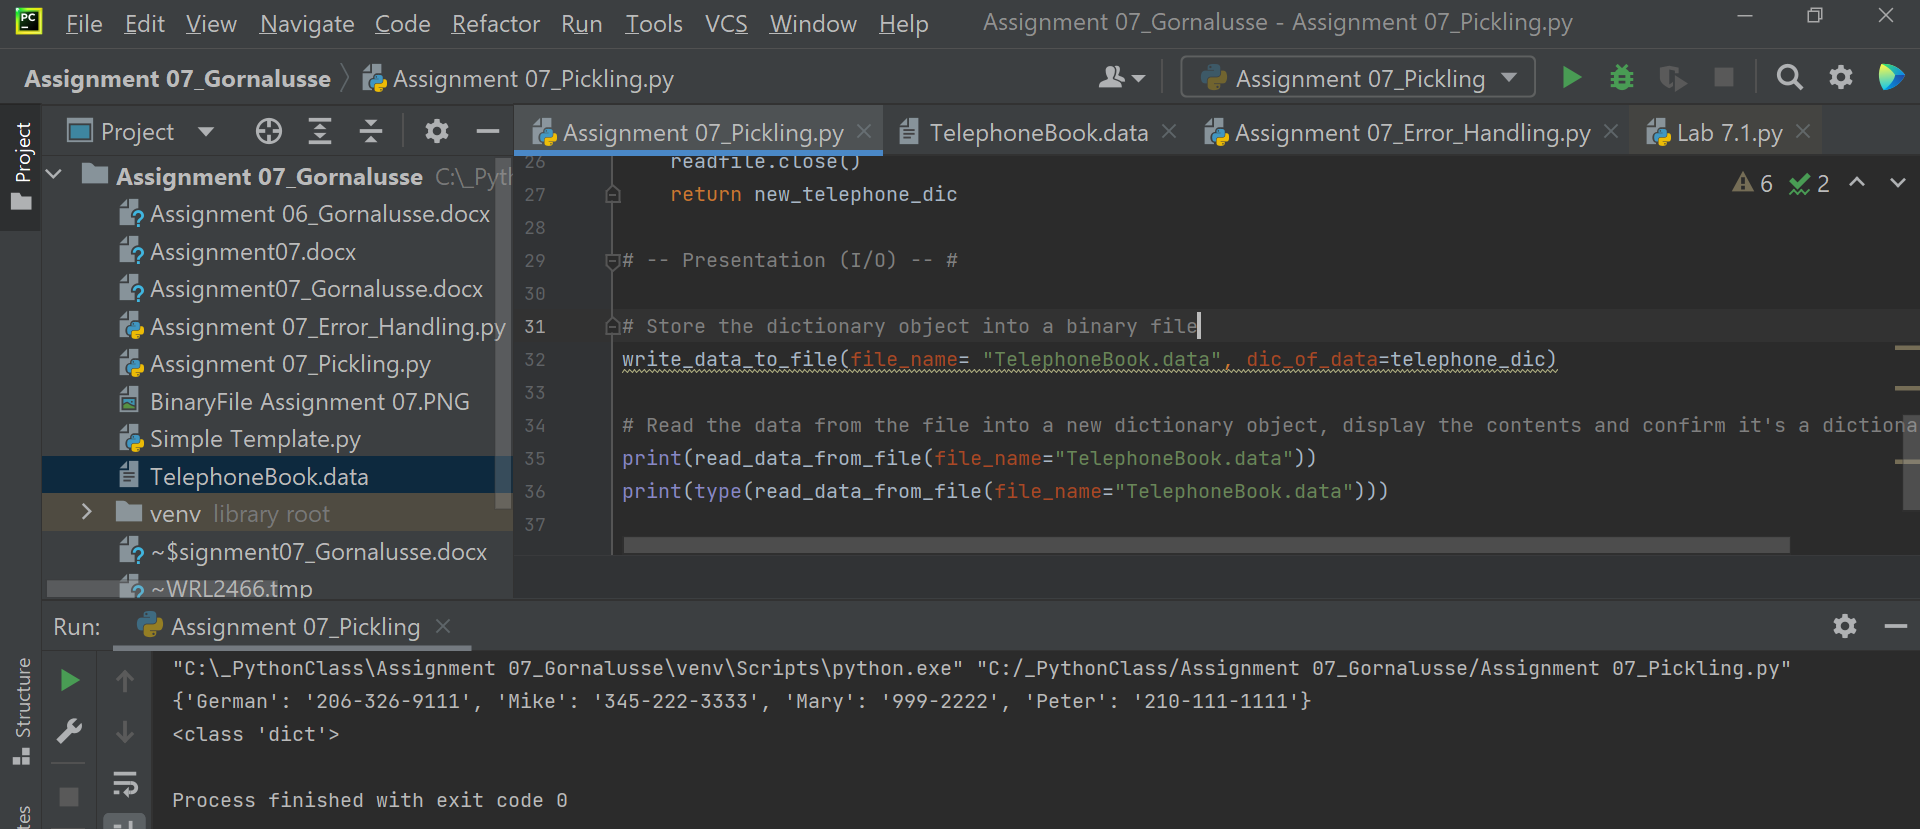 PC
File Edit View Navigate Code Refactor Run Tools VCS Window Help Assignment 07_Gornalusse - Assignment 07_Pickling.py
Assignment 07_Gornalusse Assignment 07_Pickling.py Assignment 07_Pickling
Project
Project
Assignment 07_Pickling.py TelephoneBook.data Assignment 07_Error_Handling.py Lab 7.1.py
Assignment 07_Gornalusse C:\_Pyth
Assignment 06_Gornalusse.docx
Assignment07.docx
Assignment07_Gornalusse.docx
Assignment 07_Error_Handling.py
Assignment 07_Pickling.py
BinaryFile Assignment 07.PNG
Simple Template.py
TelephoneBook.data
venv library root
~$signment07_Gornalusse.docx
~WRL2466.tmp
6 2
26 readfile.close()
27 return new_telephone_dic
28
29 # -- Presentation (I/O) -- #
30
31 # Store the dictionary object into a binary file
32 write_data_to_file(file_name= "TelephoneBook.data", dic_of_data=telephone_dic)
33
34 # Read the data from the file into a new dictionary object, display the contents and confirm it's a dictiona
35 print(read_data_from_file(file_name="TelephoneBook.data"))
36 print(type(read_data_from_file(file_name="TelephoneBook.data")))
37
Run: Assignment 07_Pickling
Structure
"C:\_PythonClass\Assignment 07_Gornalusse\venv\Scripts\python.exe" "C:/_PythonClass/Assignment 07_Gornalusse/Assignment 07_Pickling.py"
{'German': '206-326-9111', 'Mike': '345-222-3333', 'Mary': '999-2222', 'Peter': '210-111-1111'}
<class 'dict'>
Process finished with exit code 0